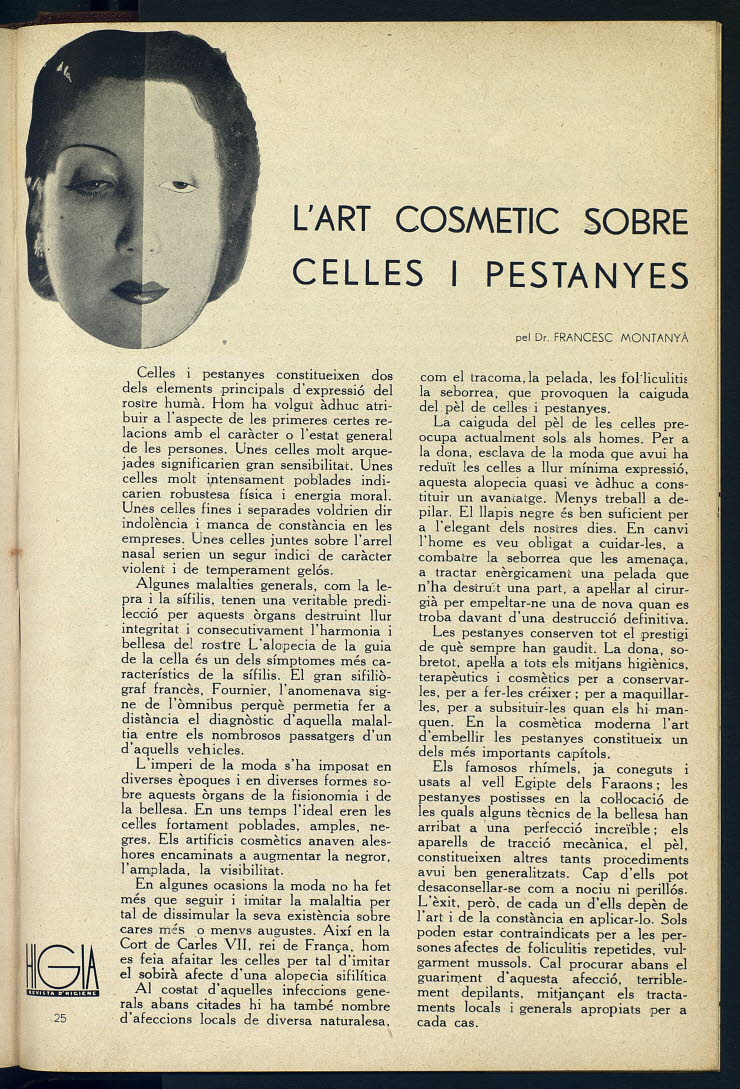 L'ART COSMETIC SOBRE
CELLES I PESTANYES
pel Dr. FRANCESC MONTANYÀ
Celles i pestanyes constitueixen dos
dels elements principals d'expressió del
rostre humà. Hom ha volgut àdhuc atri-
buir a l'aspecte de les primeres certes re-
lacions amb el caràcter o l'estat general
de les persones. Unes celles molt arque-
jades significarien gran sensibilitat. Unes
celles molt intensament poblades indi-
carien robustesa física i energia moral.
Unes celles fines i separades voldrien dir
indolència i manca de constància en les
empreses. Unes celles juntes sobre l'arrel
nasal serien un segur indici de caràcter
violent i de temperament gelós.
Algunes malalties generals, com la le-
pra i la sífilis, tenen una veritable predi-
lecció per aquests òrgans destruint llur
integritat i consecutivament l'harmonia i
bellesa del rostre L'alopecia de la guia
de la cella és un dels símptomes més ca-
racterístics de la sífilis. El gran sifiliò-
graf francès, Fournier, l'anomenava sig-
ne de l'òmnibus perquè permetia fer a
distància el diagnòstic d'aquella malal-
tia entre els nombrosos passatgers d'un
d'aquells vehicles.
L'imperi de la moda s'ha imposat en
diverses èpoques i en diverses formes so-
bre aquests òrgans de la fisionomia i de
la bellesa. En uns temps l'ideal eren les
celles fortament poblades, amples, ne-
gres. Els artificis cosmètics anaven ales-
hores encaminats a augmentar la negror,
l'amplada, la visibilitat.
En algunes ocasions la moda no ha fet
més que seguir i imitar la malaltia per
tal de dissimular la seva existència sobre
cares més o menys augustes. Així en la
Cort de Carles VII, rei de França, hom
es feia afaitar les celles per tal d'imitar
el sobirà afecte d'una alopecia sifilítica.
Al costat d'aquelles infeccions gene-
rals abans citades hi ha també nombre
d'afeccions locals de diversa naturalesa,
com el tracoma, la pelada, les fol·liculitis
la seborrea, que provoquen la caiguda
del pèl de celles i pestanyes.
La caiguda del pèl de les celles pre-
ocupa actualment sols als homes. Per a
la dona, esclava de la moda que avui ha
reduït les celles a llur mínima expressió,
aquesta alopecia quasi ve àdhuc a cons-
tituir un avantatge. Menys treball a de-
pilar. El llapis negre és ben suficient per
a l'elegant dels nostres dies. En canvi
l'home es veu obligat a cuidar-les, a
combatre la seborrea que les amenaça,
a tractar enèrgicament una pelada que
n'ha destruït una part, a apellar al cirur-
già per empeltar-ne una de nova quan es
troba davant d'una destrucció definitiva.
Les pestanyes conserven tot el prestigi
de què sempre han gaudit. La dona, so-
bretot, apella a tots els mitjans higiènics,
terapèutics i cosmètics per a conservar-
les, per a fer-les créixer; per a maquillar-
les, per a subsituir-les quan els hi man-
quen. En la cosmètica moderna l'art
d'embellir les pestanyes constitueix un
dels més importants capítols.
Els famosos rhímels, ja coneguts i
usats al vell Egipte dels Faraons; les
pestanyes postisses en la col·locació de
les quals alguns tècnics de la bellesa han
arribat a una perfecció increïble; els
aparells de tracció mecànica, el pèl,
constitueixen altres tants procediments
avui ben generalitzats. Cap d'ells pot
desaconsellar-se com a nociu ni perillós.
L'èxit, però, de cada un d'ells depèn de
l'art i de la constància en aplicar-lo. Sols
poden estar contraindicats per a les per-
sones afectes de foliculitis repetides, vul-
garment mussols. Cal procurar abans el
guariment d'aquesta afecció, terrible-
ment depilants, mitjançant els tracta-
ments locals i generals apropiats per a
cada cas.
HIGIA
REVISTA D'HIGIENE
25